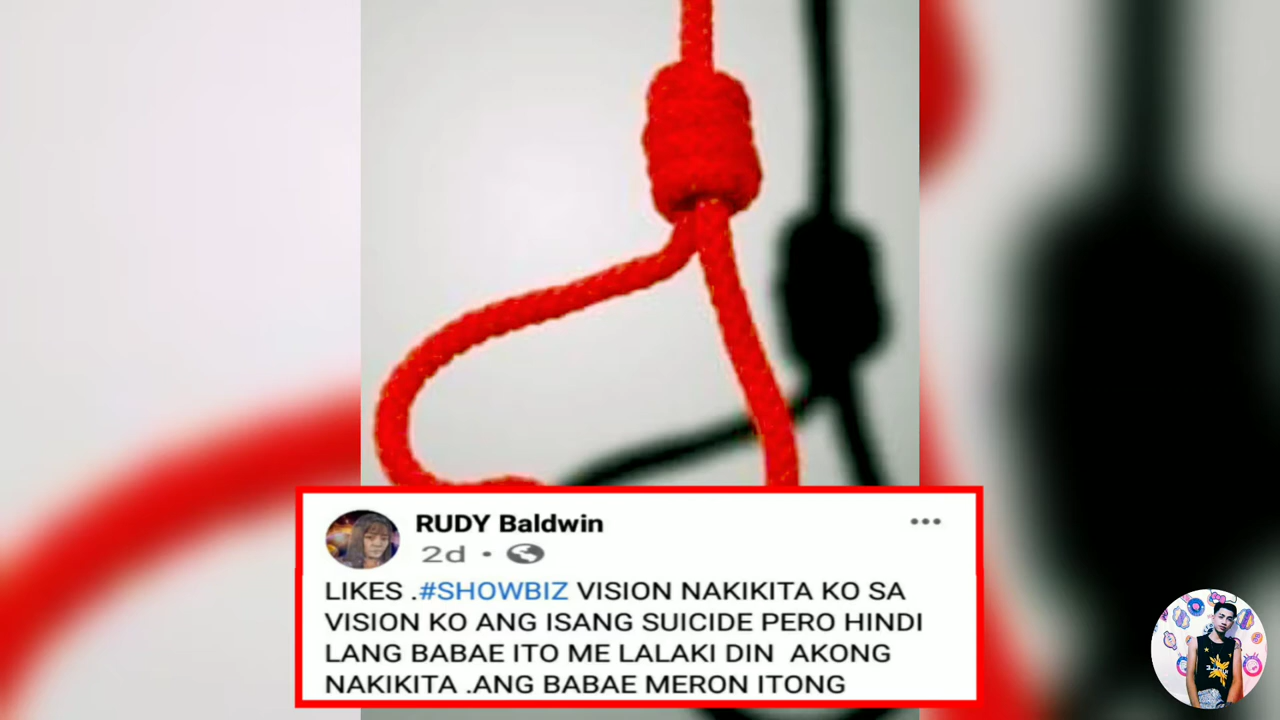 RUDY Baldwin
2d
LIKES .#SHOWBIZ VISION NAKIKITA KO SA
VISION KO ANG ISANG SUICIDE PERO HINDI
LANG BABAE ITO ME LALAKI DIN AKONG
NAKIKITA .ANG BABAE MERON ITONG